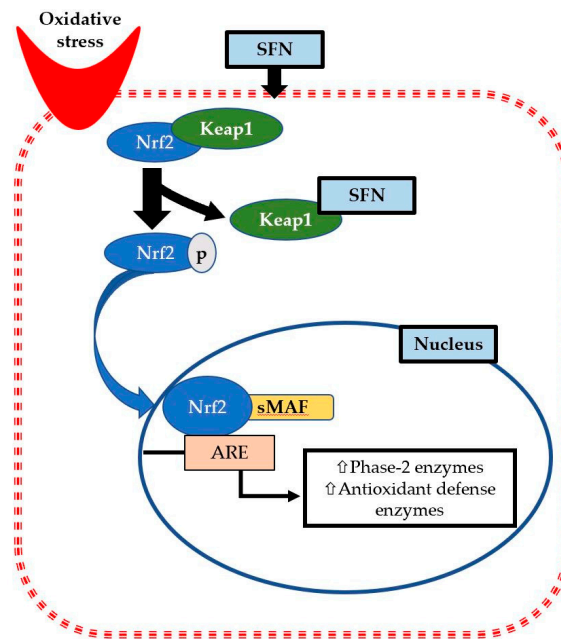 Oxidative
stress
SFN
Keap1
Nrf2
SFN
Keap1
Nrf2
p
Nucleus
Nrf2
sMAF
ARE
⇧Phase-2 enzymes
⇧Antioxidant defense
enzymes